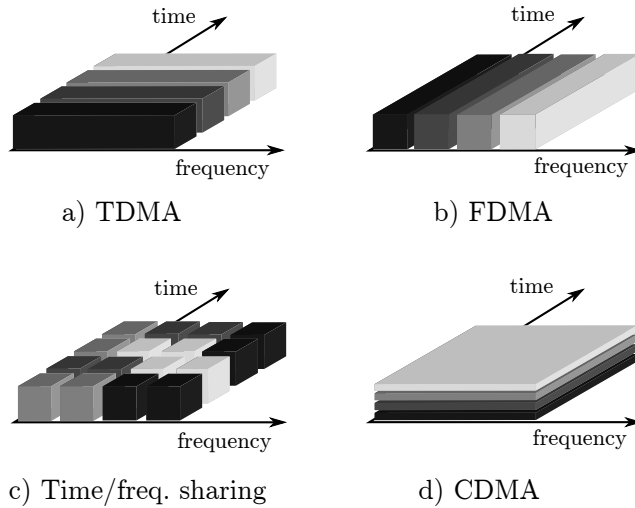 time
frequency
a) TDMA
time
frequency
b) FDMA
time
frequency
c) Time/freq. sharing
time
frequency
d) CDMA